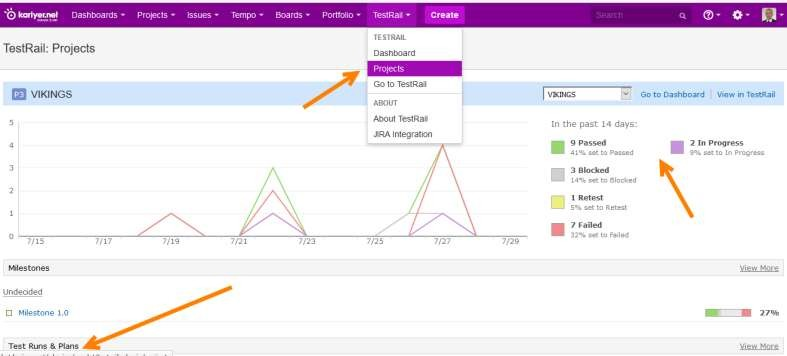 kariyer.net
Dashboards Projects Issues Tempo Boards Portfolio TestRail Create Search
TestRail: Projects
TESTRAIL
Dashboard
Projects
Go to TestRail
ABOUT
About TestRail
JIRA Integration
P3 VIKINGS
VIKINGS Go to Dashboard View in TestRail
In the past 14 days:
9 Passed
41% set to Passed
2 In Progress
9% set to In Progress
3 Blocked
14% set to Blocked
1 Retest
5% set to Retest
7 Failed
32% set to Failed
5
4
3
2
1
0
7/15 7/17 7/19 7/21 7/23 7/25 7/27 7/29
Milestones View More
Undecided
Milestone 1.0 27%
Test Runs & Plans View More